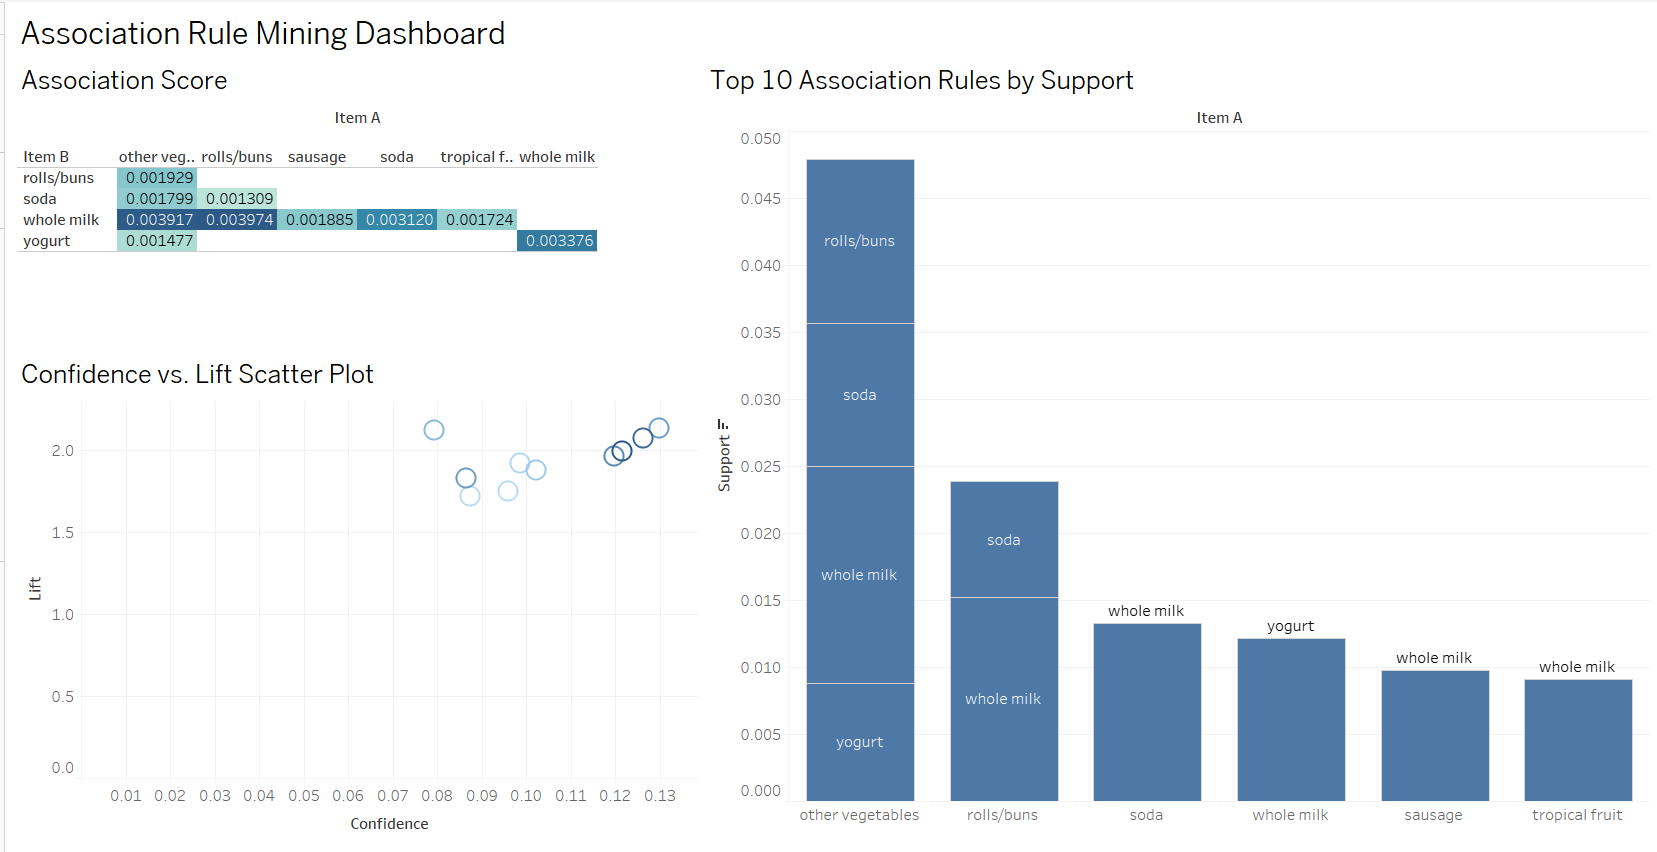 Association Rule Mining Dashboard
Association Score
Item A
Item B other veg.. rolls/buns sausage soda tropical f.. whole milk
rolls/buns 0.001929
soda 0.001799 0.001309
whole milk 0.003917 0.003974 0.001885 0.003120 0.001724
yogurt 0.001477 0.003376
Confidence vs. Lift Scatter Plot
2.0
1.5
1.0
0.5
0.0
Lift
0.01 0.02 0.03 0.04 0.05 0.06 0.07 0.08 0.09 0.10 0.11 0.12 0.13
Confidence
Top 10 Association Rules by Support
Item A
0.050
0.045
0.040
0.035
0.030
0.025
0.020
0.015
0.010
0.005
0.000
Support
rolls/buns
soda
whole milk
yogurt
soda
whole milk
whole milk
yogurt
whole milk
whole milk
other vegetables rolls/buns soda whole milk sausage tropical fruit